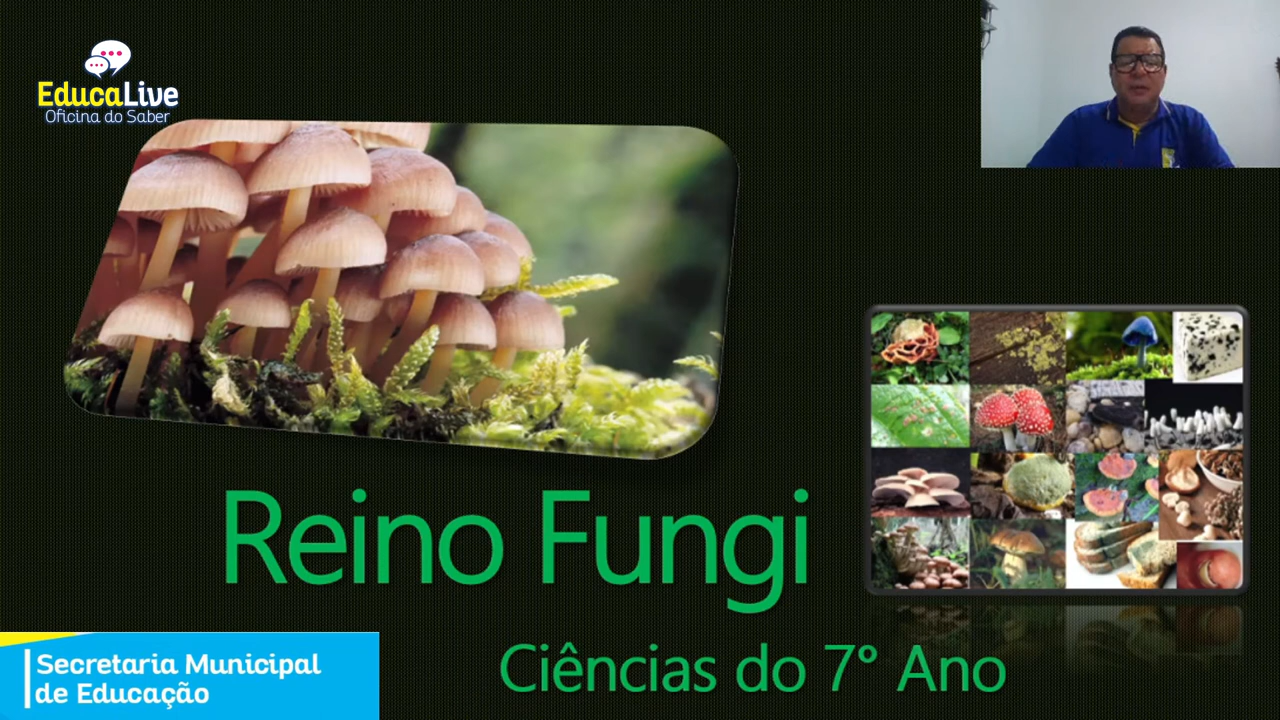 EducaLive
Oficina do Saber
Reino Fungi
Ciências do 7° Ano
Secretaria Municipal
de Educação